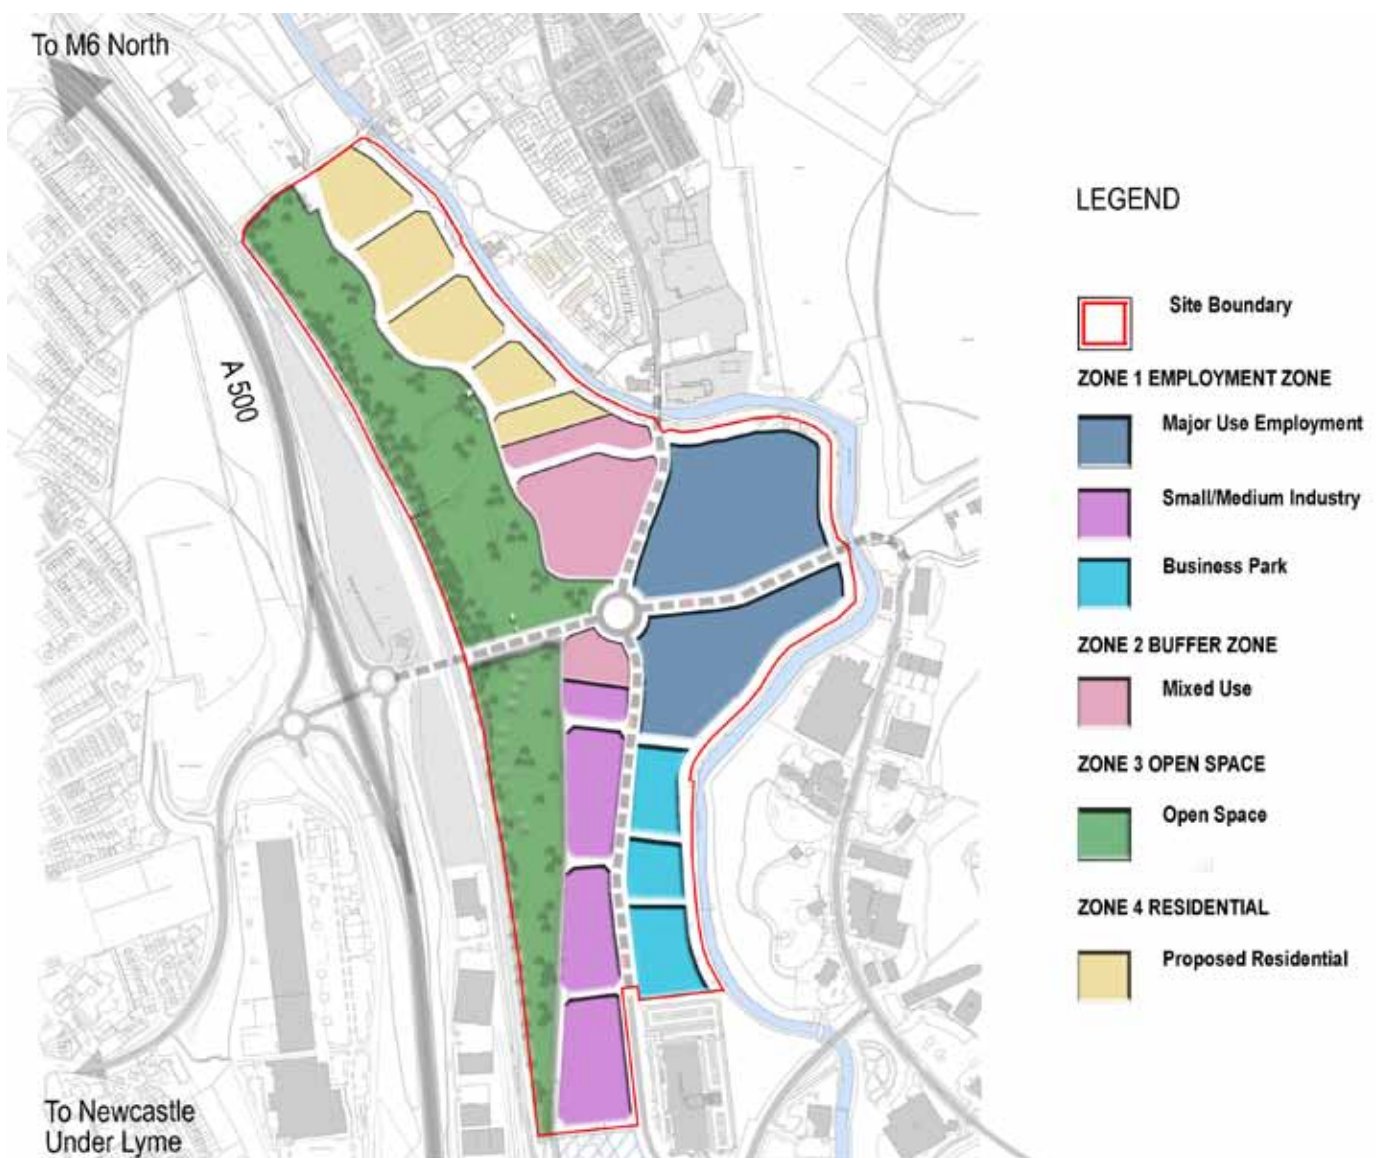 To M6 North
A 500
To Newcastle
Under Lyme
LEGEND
Site Boundary
ZONE 1 EMPLOYMENT ZONE
Major Use Employment
Small/Medium Industry
Business Park
ZONE 2 BUFFER ZONE
Mixed Use
ZONE 3 OPEN SPACE
Open Space
ZONE 4 RESIDENTIAL
Proposed Residential